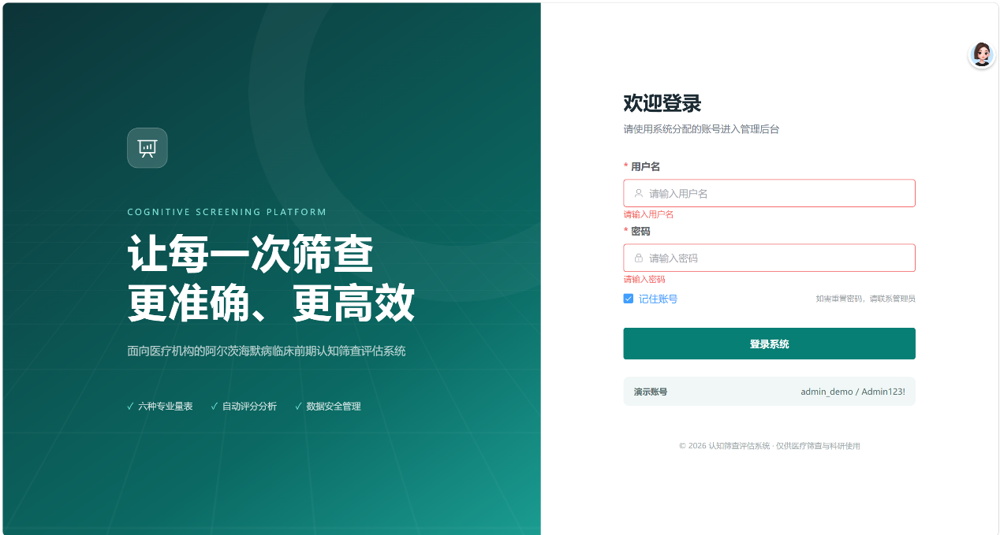 COGNITIVE SCREENING PLATFORM
让每一次筛查
更准确、更高效
面向医疗机构的阿尔茨海默病临床前期认知筛查评估系统
✓ 六种专业量表 ✓ 自动评分分析 ✓ 数据安全管理
欢迎登录
请使用系统分配的账号进入管理后台
* 用户名
请输入用户名
请输入用户名
* 密码
请输入密码
请输入密码
记住账号 如需重置密码，请联系管理员
登录系统
演示账号 admin_demo / Admin123!
© 2026 认知筛查评估系统 · 仅供医疗筛查与科研使用